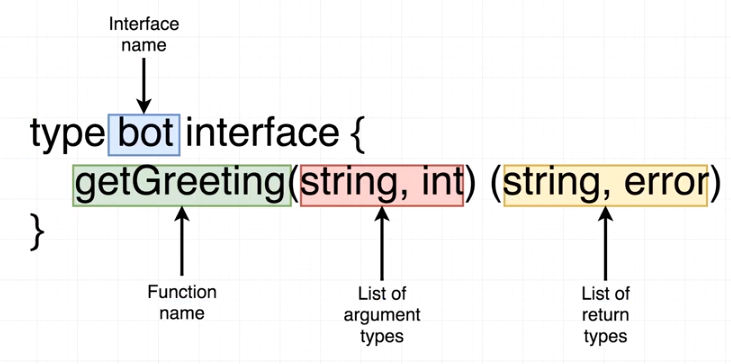 Interface
name
type bot interface {
getGreeting(string, int) (string, error)
}
Function
name
List of
argument
types
List of
return
types